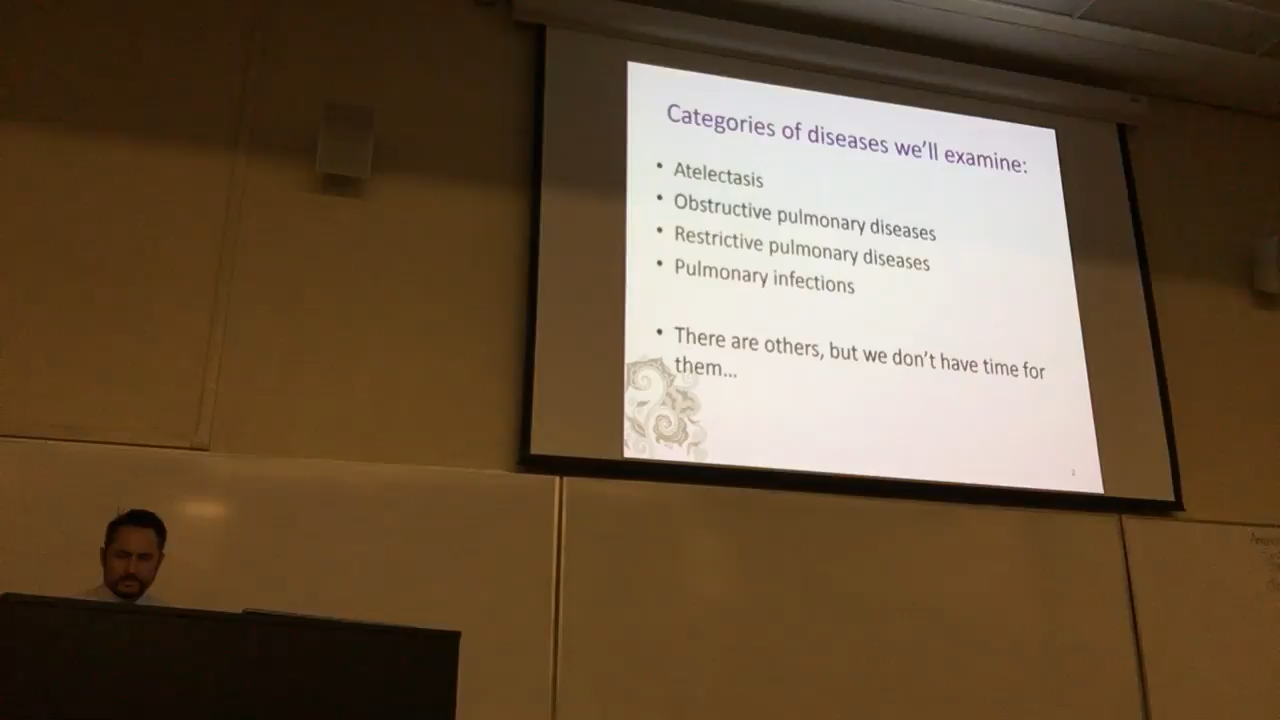 Categories of diseases we'll examine:
• Atelectasis
• Obstructive pulmonary diseases
• Restrictive pulmonary diseases
• Pulmonary infections
• There are others, but we don't have time for
them...
2